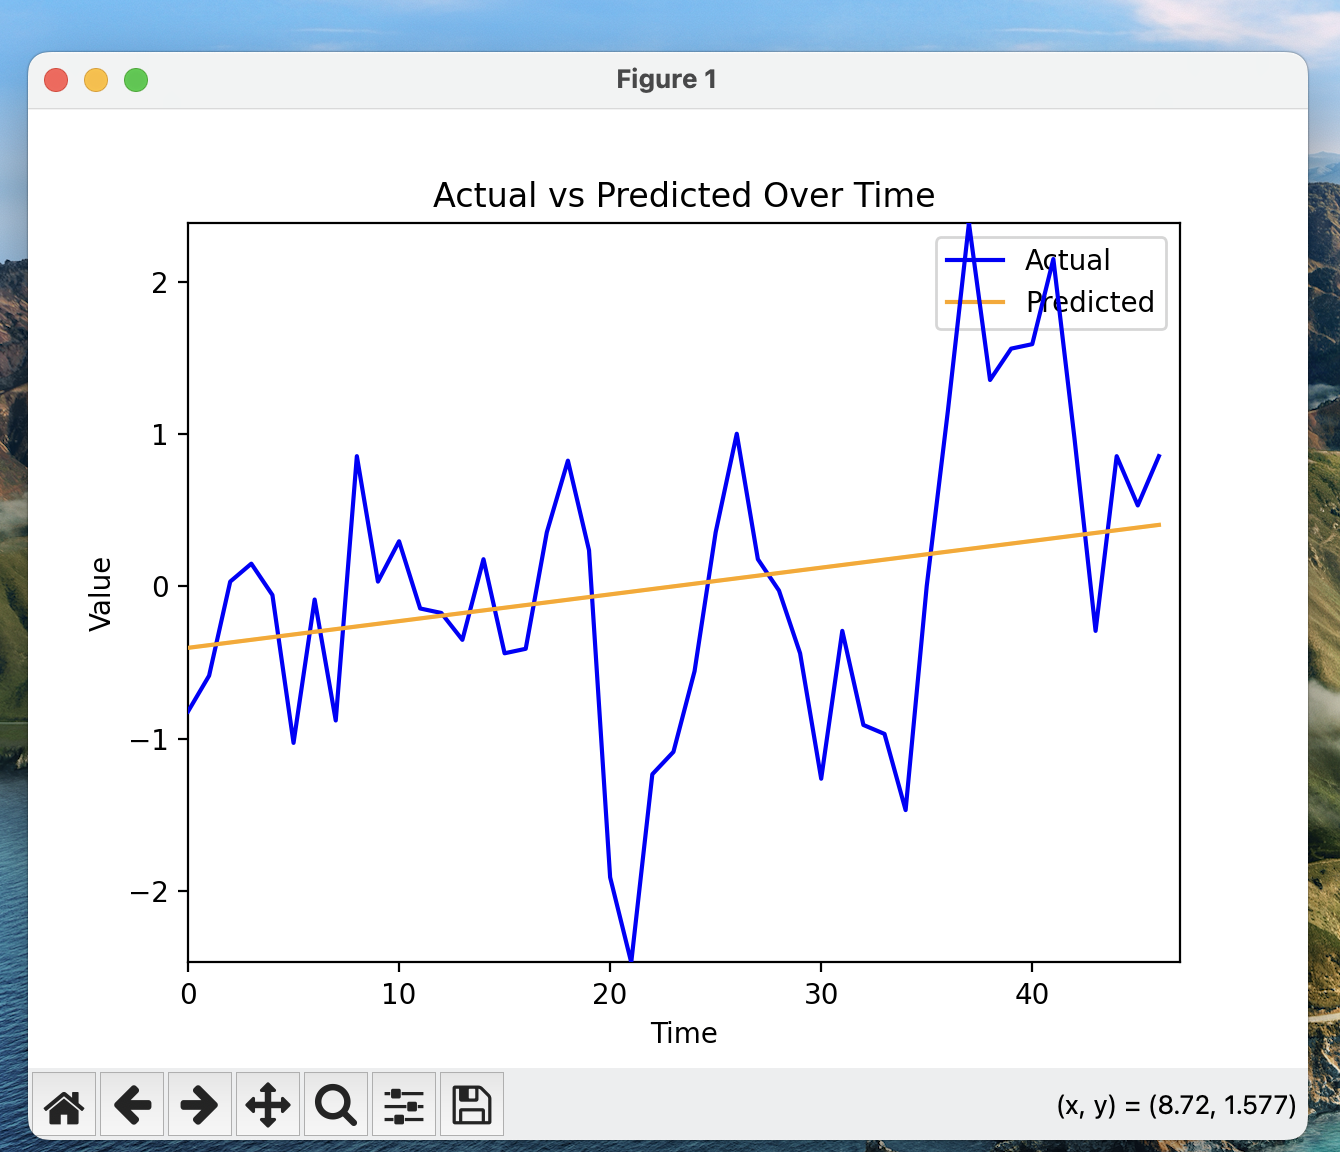 Figure 1
Actual vs Predicted Over Time
Actual
Predicted
2
1
0
−1
−2
Value
0 10 20 30 40
Time
(x, y) = (8.72, 1.577)